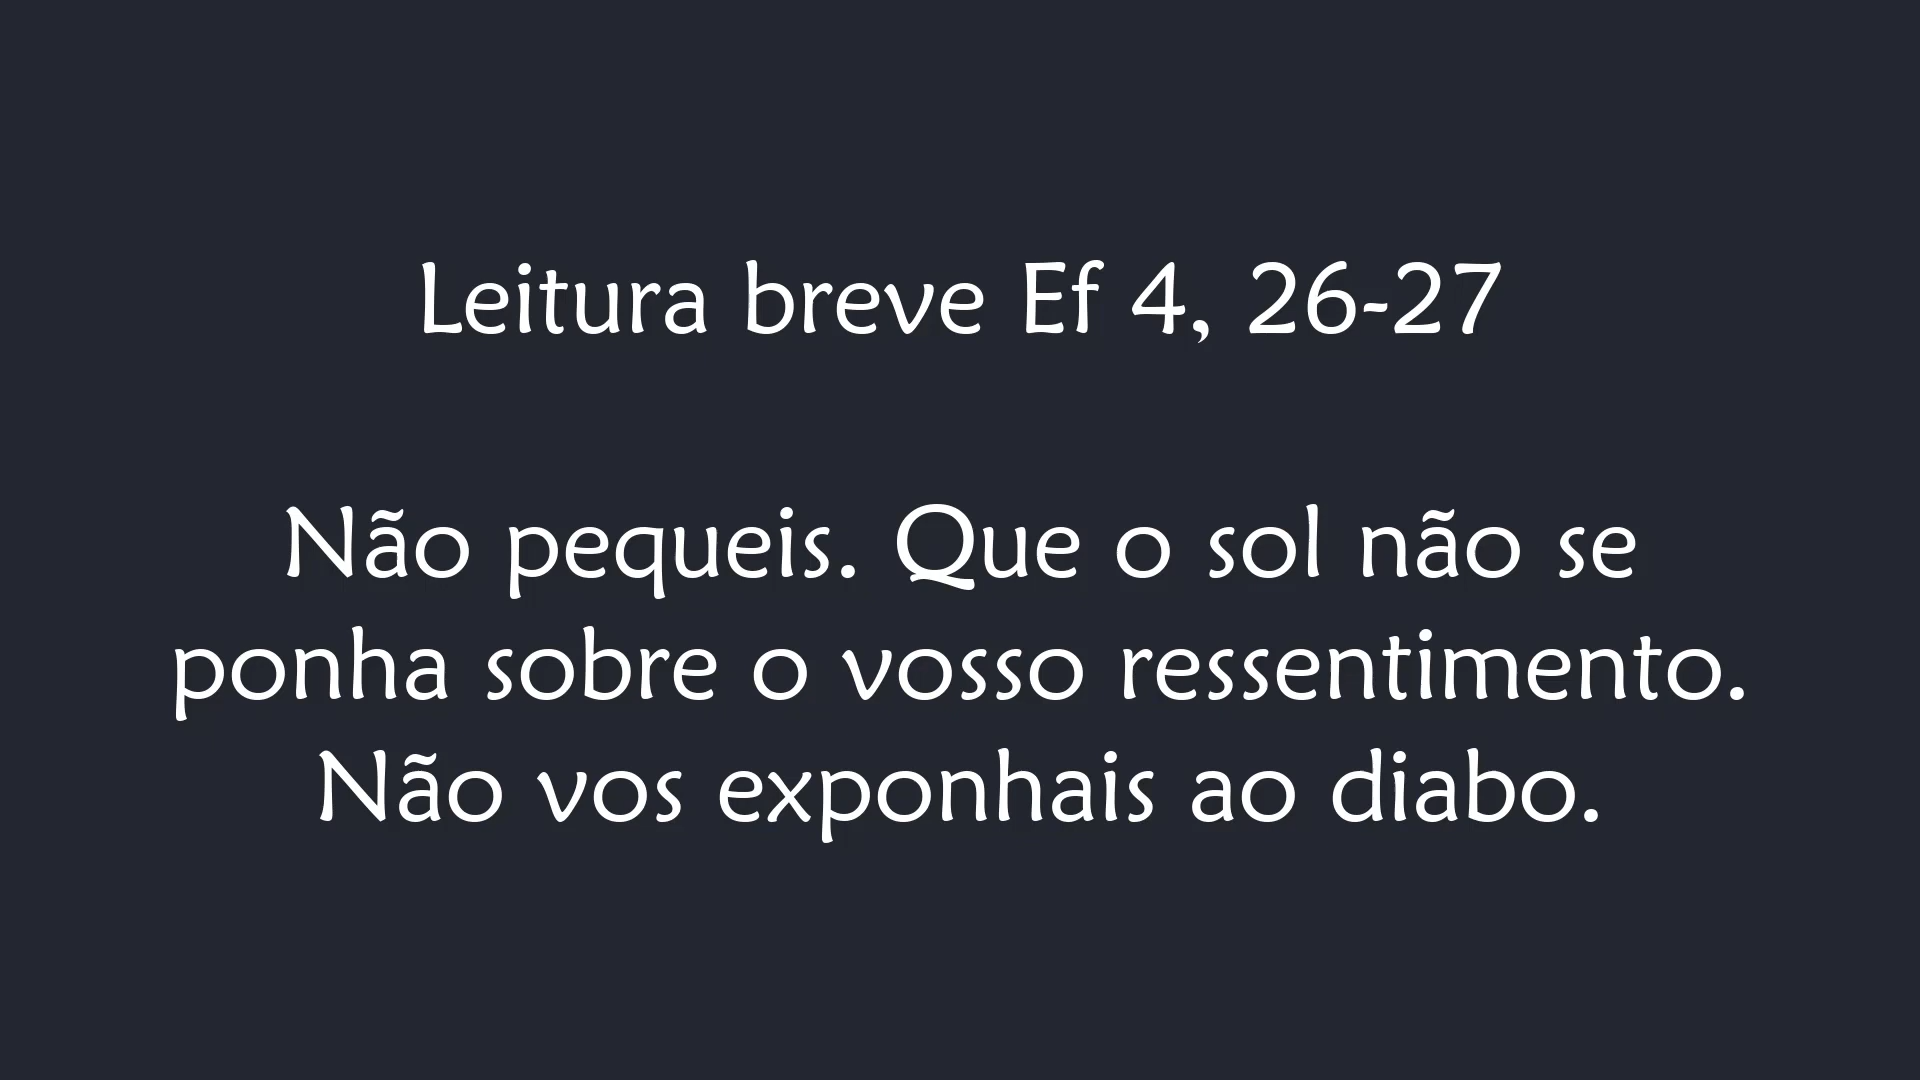 Leitura breve Ef 4, 26-27
Não pequeis. Que o sol não se
ponha sobre o vosso ressentimento.
Não vos exponhais ao diabo.